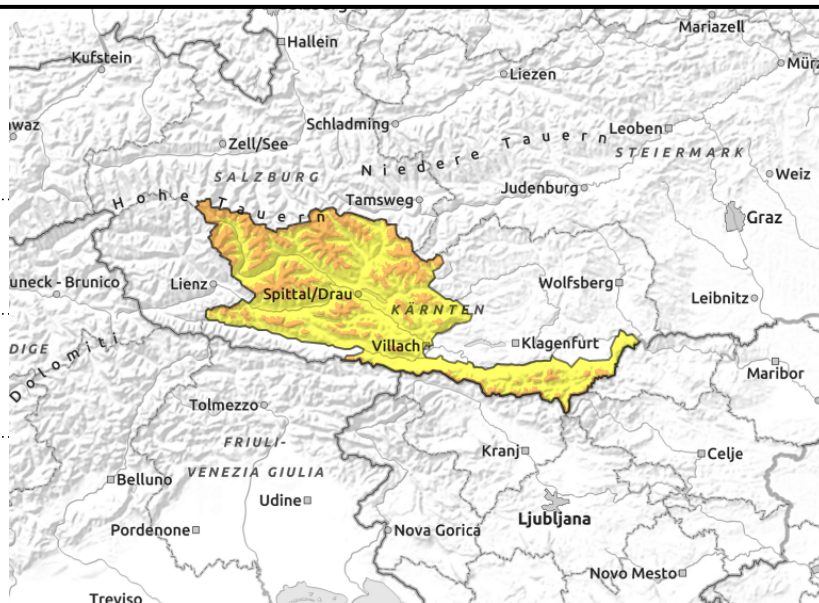 Mariazell
Hallein
Kufstein
Mürz
Liezen
Schladming
Leoben
waz
Zell/See
Niedere Tauern
STEIERMARK
SALZBURG
Weiz
Hohe Tauern
Tamsweg
Judenburg
Graz
uneck - Brunico
Lienz
Spittal/Drau
Wolfsberg
Leibnitz
KÄRNTEN
DIGE
Dolomiti
Villach
Klagenfurt
Maribor
Tolmezzo
FRIULI-
VENEZIA GIULIA
Kranj
Celje
Belluno
Udine
Ljubljana
Pordenone
Nova Gorica
Novo Mesto
Treviso